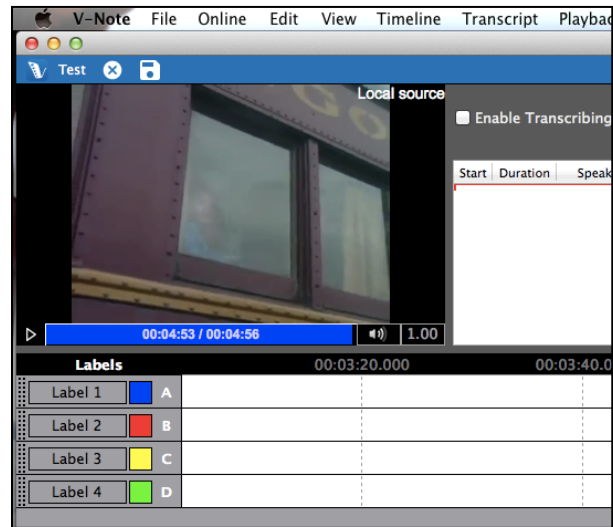 V-Note File Online Edit View Timeline Transcript Playbac
Test
Local source
Enable Transcribing
Start Duration Speak
00:04:53 / 00:04:56
1.00
Labels 00:03:20.000 00:03:40.0
Label 1 A
Label 2 B
Label 3 C
Label 4 D